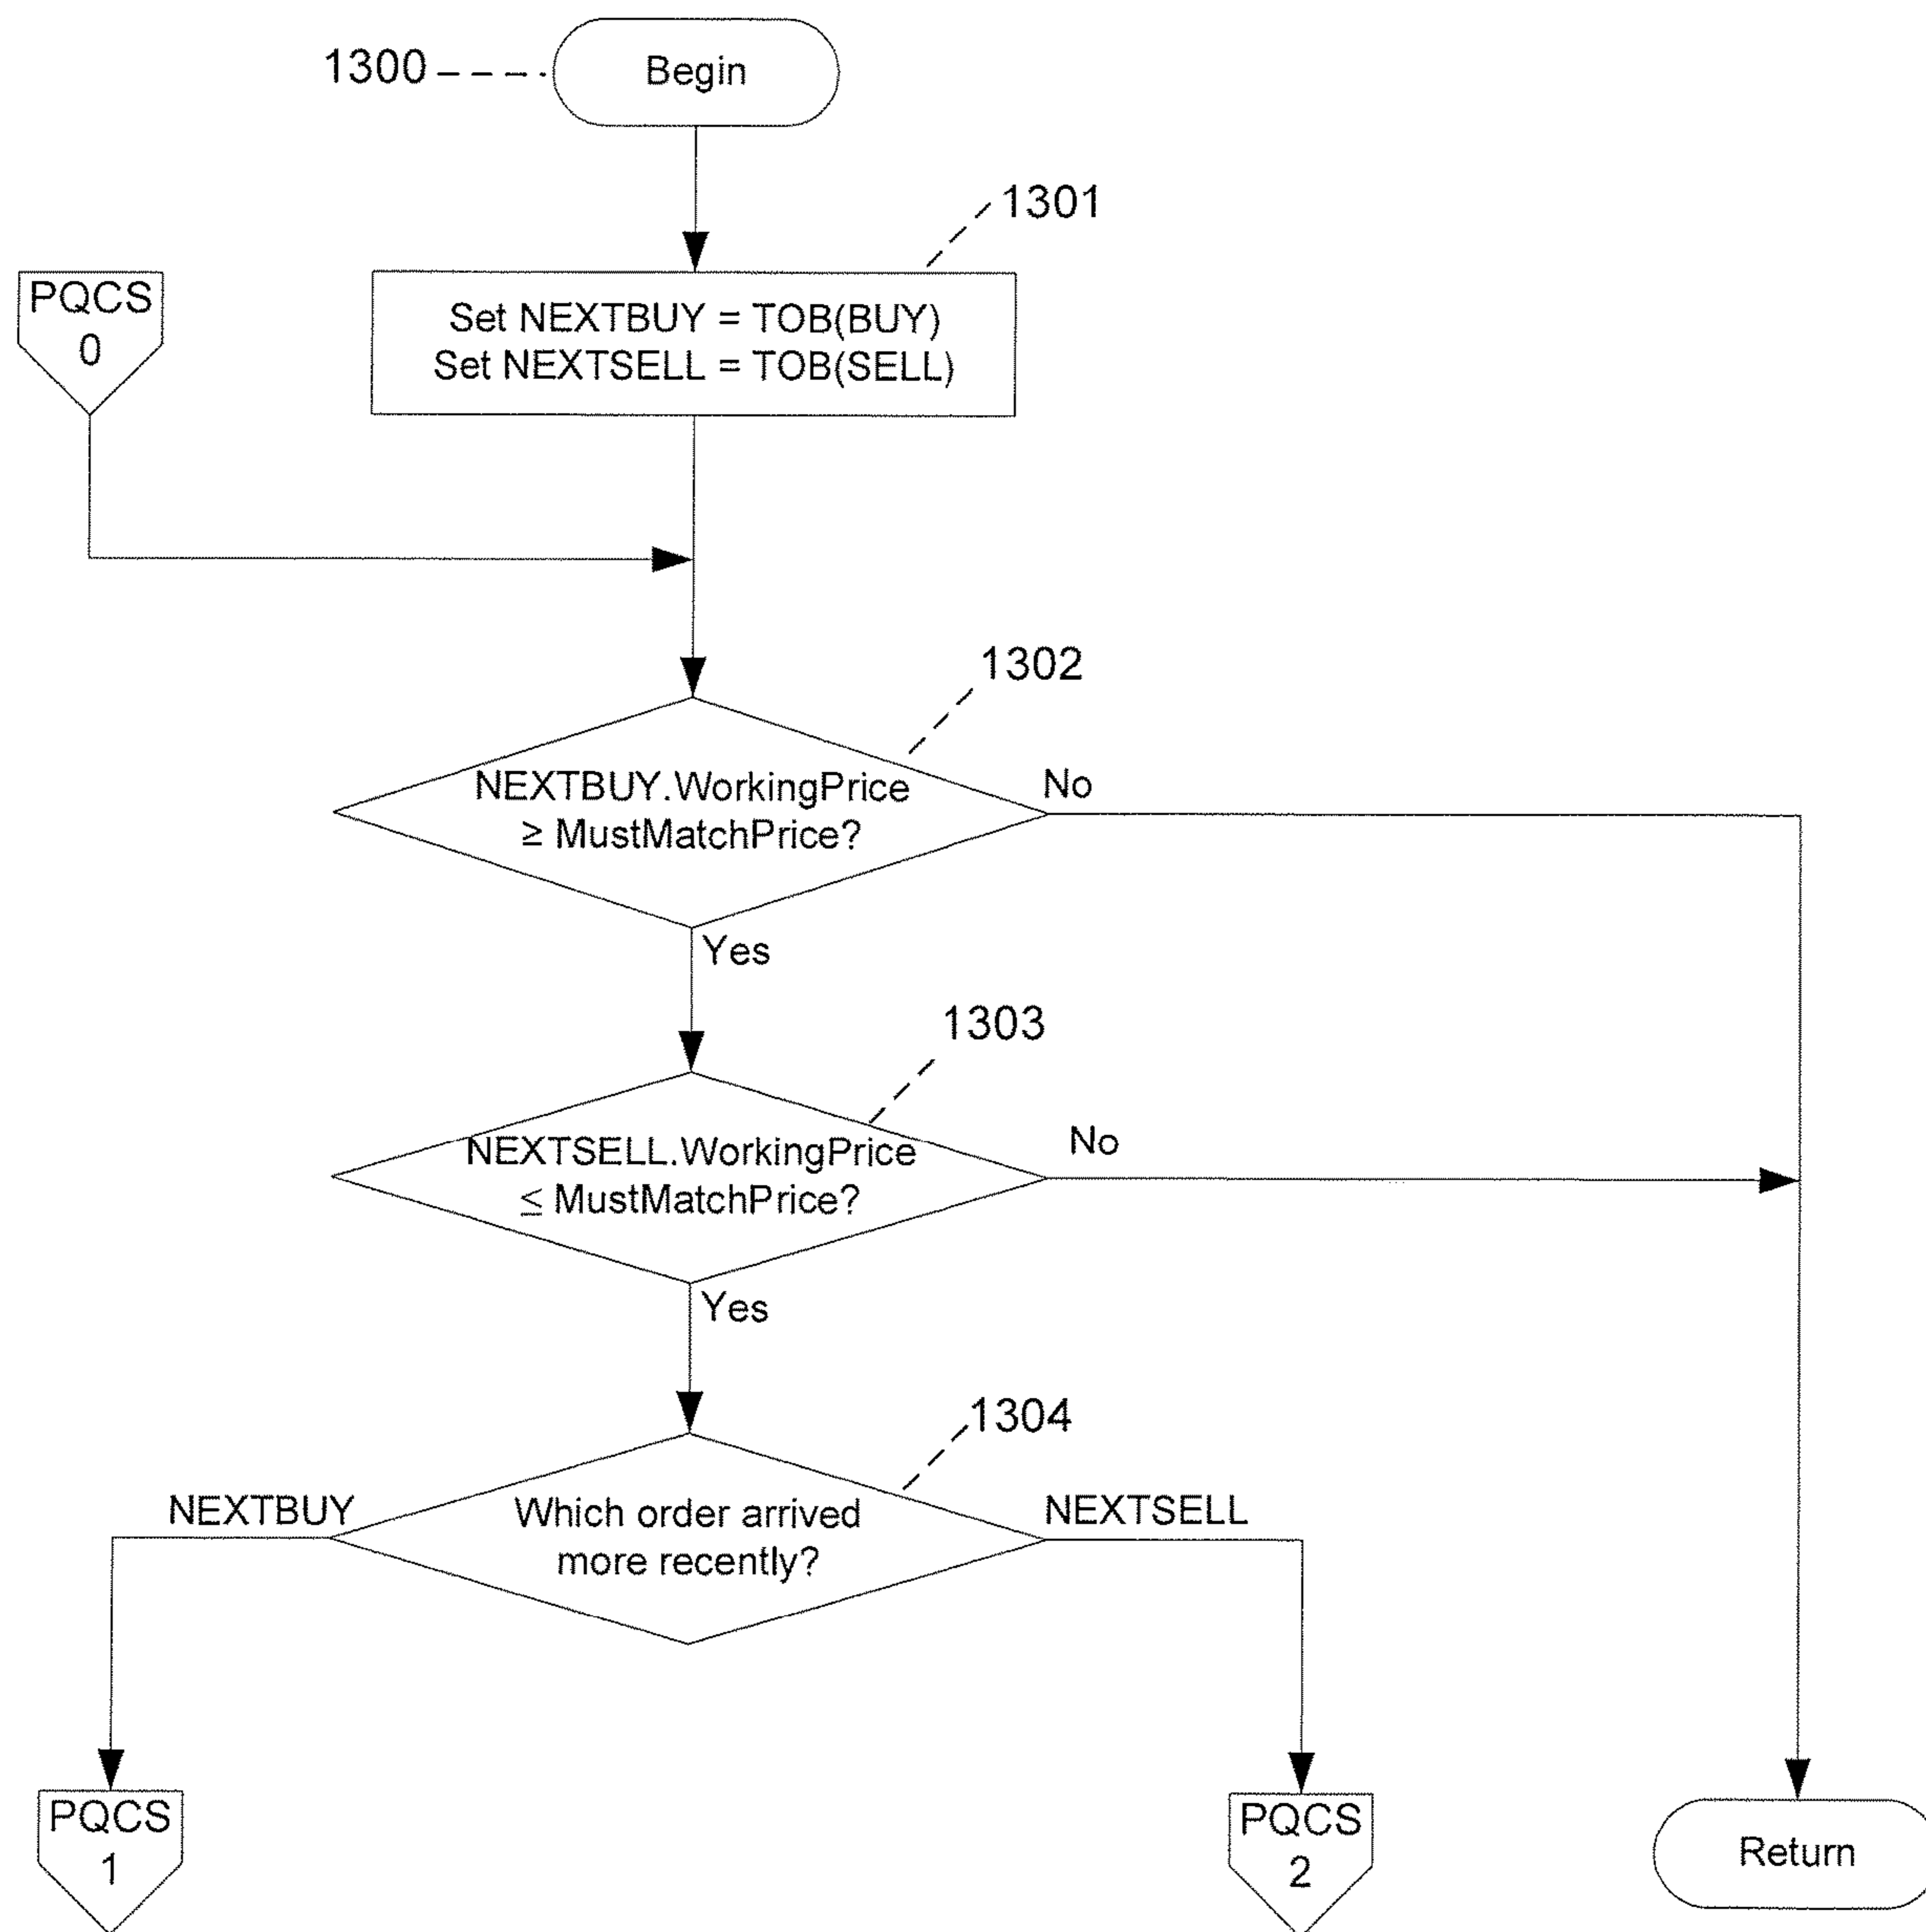 1300
Begin
1301
PQCS
0
Set NEXTBUY = TOB(BUY)
Set NEXTSELL = TOB(SELL)
1302
NEXTBUY.WorkingPrice
≥ MustMatchPrice?
No
Yes
1303
NEXTSELL.WorkingPrice
≤ MustMatchPrice?
No
Yes
1304
NEXTBUY
Which order arrived
more recently?
NEXTSELL
PQCS
1
PQCS
2
Return